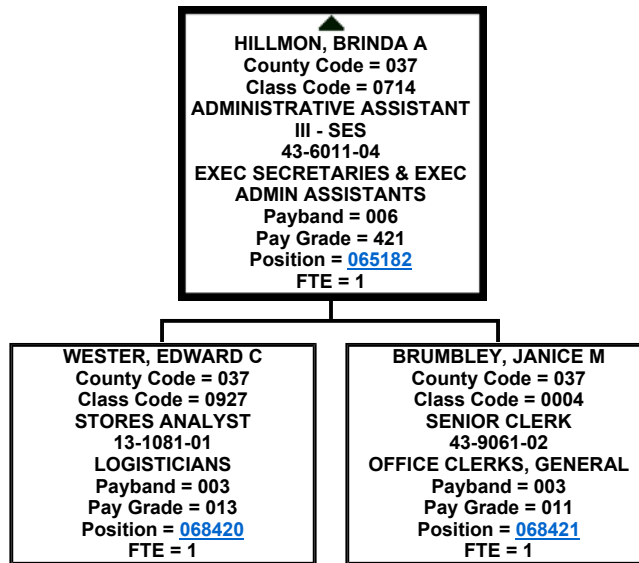 HILLMON, BRINDA A
County Code = 037
Class Code = 0714
ADMINISTRATIVE ASSISTANT
III - SES
43-6011-04
EXEC SECRETARIES & EXEC
ADMIN ASSISTANTS
Payband = 006
Pay Grade = 421
Position = 065182
FTE = 1
WESTER, EDWARD C
County Code = 037
Class Code = 0927
STORES ANALYST
13-1081-01
LOGISTICIANS
Payband = 003
Pay Grade = 013
Position = 068420
FTE = 1
BRUMBLEY, JANICE M
County Code = 037
Class Code = 0004
SENIOR CLERK
43-9061-02
OFFICE CLERKS, GENERAL
Payband = 003
Pay Grade = 011
Position = 068421
FTE = 1